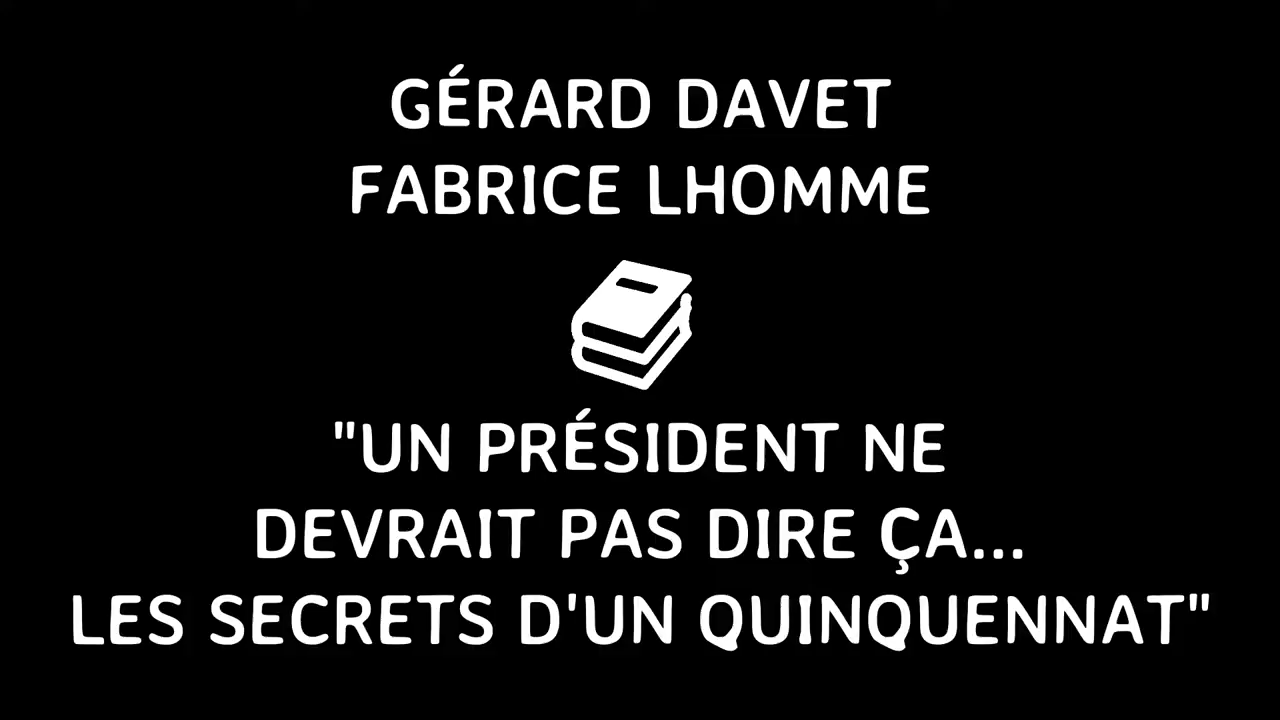 GÉRARD DAVET
FABRICE LHOMME
"UN PRÉSIDENT NE
DEVRAIT PAS DIRE ÇA...
LES SECRETS D'UN QUINQUENNAT"